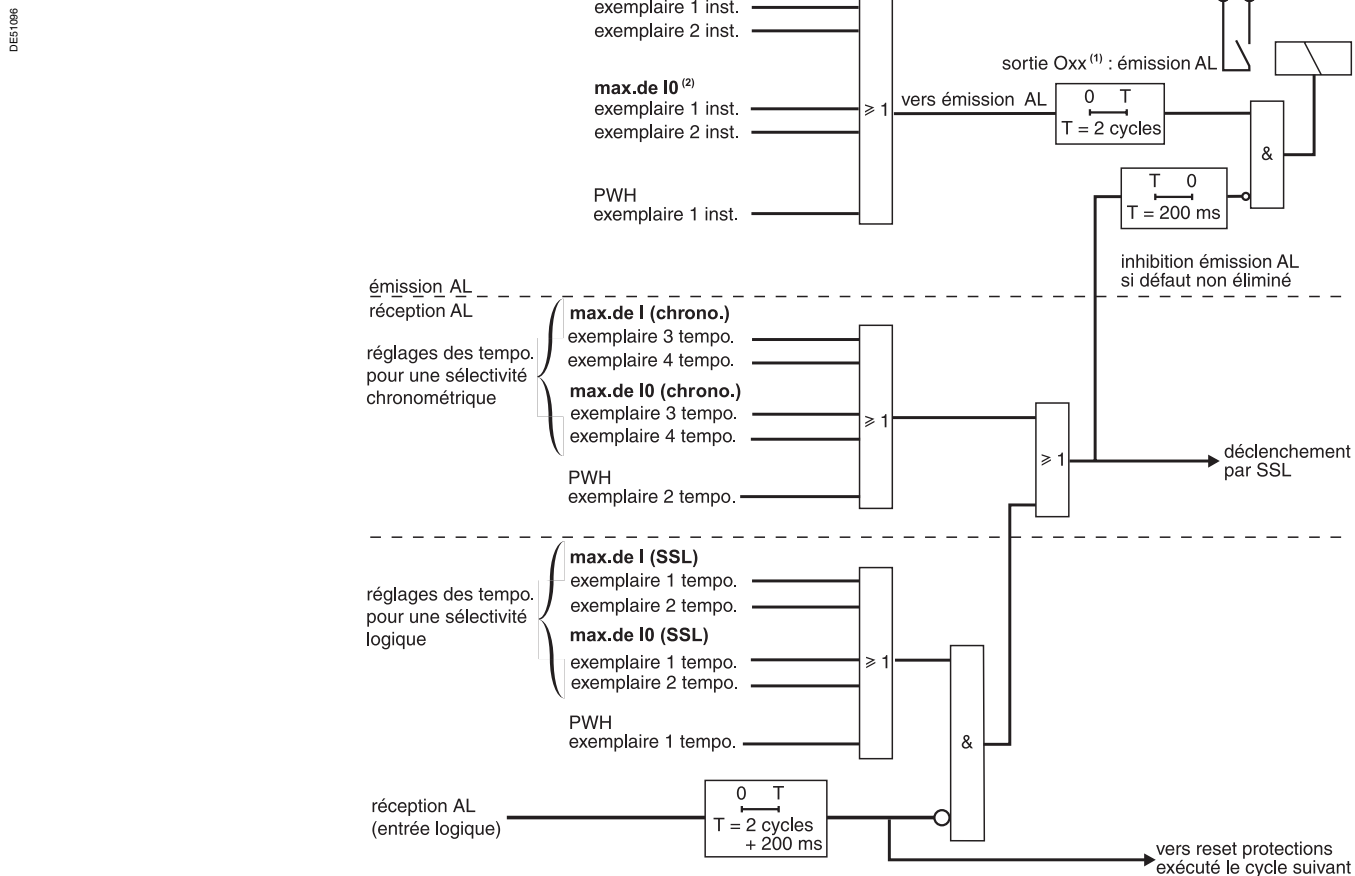 DE51096
exemplaire 1 inst.
exemplaire 2 inst.
sortie Oxx (1) : émission AL
max.de I0 (2)
exemplaire 1 inst.
exemplaire 2 inst.
≥ 1
vers émission AL
0 T
T = 2 cycles
&
PWH
exemplaire 1 inst.
T 0
T = 200 ms
inhibition émission AL
si défaut non éliminé
émission AL
réception AL
réglages des tempo.
pour une sélectivité
chronométrique
max.de I (chrono.)
exemplaire 3 tempo.
exemplaire 4 tempo.
max.de I0 (chrono.)
exemplaire 3 tempo.
exemplaire 4 tempo.
PWH
exemplaire 2 tempo.
≥ 1
≥ 1
déclenchement
par SSL
réglages des tempo.
pour une sélectivité
logique
max.de I (SSL)
exemplaire 1 tempo.
exemplaire 2 tempo.
max.de I0 (SSL)
exemplaire 1 tempo.
exemplaire 2 tempo.
PWH
exemplaire 1 tempo.
≥ 1
&
réception AL
(entrée logique)
0 T
T = 2 cycles
+ 200 ms
vers reset protections
exécuté le cycle suivant